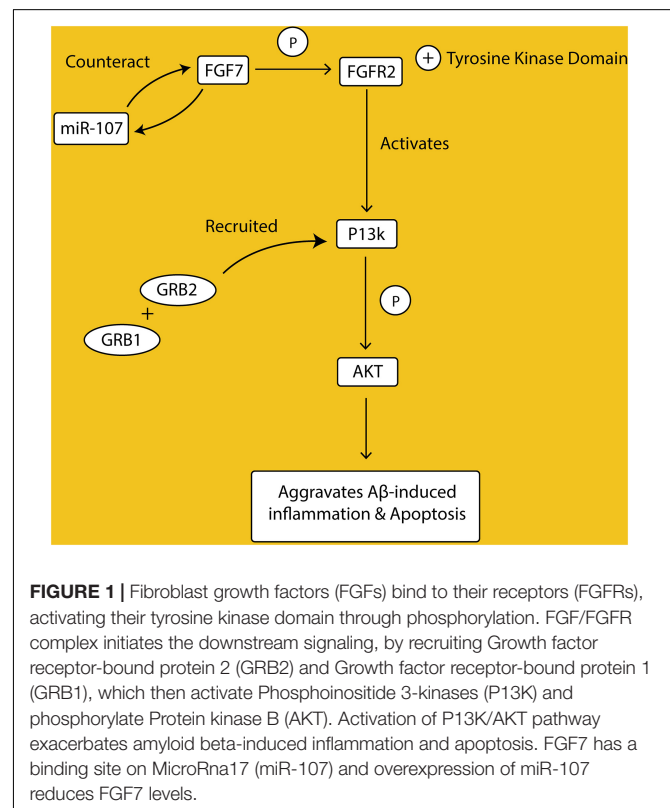 Counteract
P
FGF7
FGFR2
+ Tyrosine Kinase Domain
miR-107
Activates
Recruited
P13k
GRB2
+
GRB1
P
AKT
Aggravates Aβ-induced
inflammation & Apoptosis
FIGURE 1 | Fibroblast growth factors (FGFs) bind to their receptors (FGFRs),
activating their tyrosine kinase domain through phosphorylation. FGF/FGFR
complex initiates the downstream signaling, by recruiting Growth factor
receptor-bound protein 2 (GRB2) and Growth factor receptor-bound protein 1
(GRB1), which then activate Phosphoinositide 3-kinases (P13K) and
phosphorylate Protein kinase B (AKT). Activation of P13K/AKT pathway
exacerbates amyloid beta-induced inflammation and apoptosis. FGF7 has a
binding site on MicroRna17 (miR-107) and overexpression of miR-107
reduces FGF7 levels.